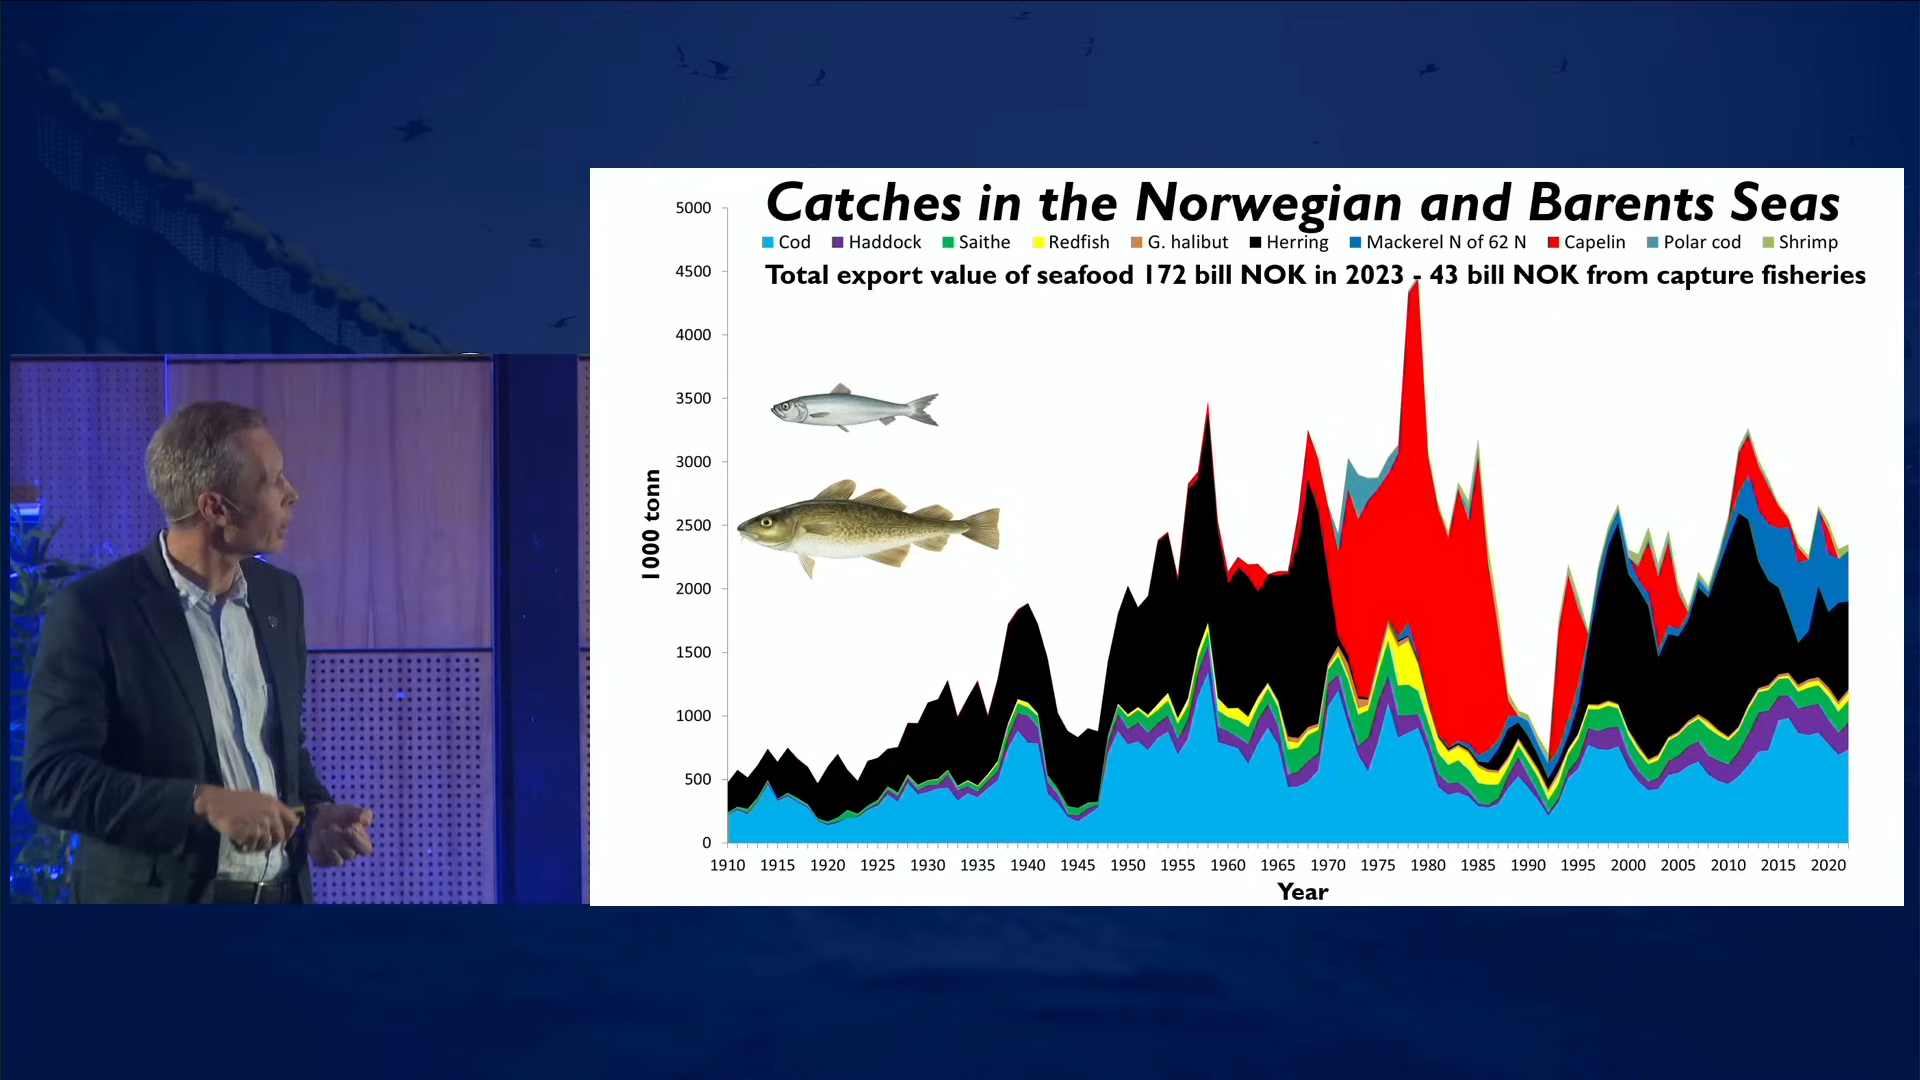 Catches in the Norwegian and Barents Seas
Cod Haddock Saithe Redfish G. halibut Herring Mackerel N of 62 N Capelin Polar cod Shrimp
Total export value of seafood 172 bill NOK in 2023 - 43 bill NOK from capture fisheries
5000
4500
4000
3500
3000
2500
2000
1500
1000
500
0
1000 tonn
1910 1915 1920 1925 1930 1935 1940 1945 1950 1955 1960 1965 1970 1975 1980 1985 1990 1995 2000 2005 2010 2015 2020
Year